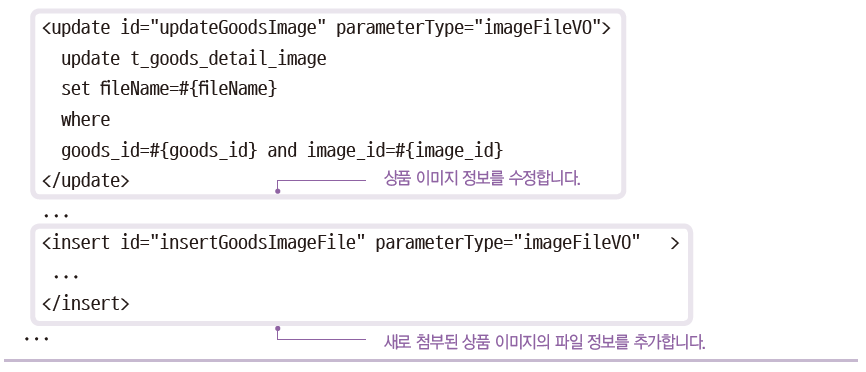 <update id="updateGoodsImage" parameterType="imageFileVO">
update t_goods_detail_image
set fileName=#{fileName}
where
goods_id=#{goods_id} and image_id=#{image_id}
</update>
상품 이미지 정보를 수정합니다.
...
<insert id="insertGoodsImageFile" parameterType="imageFileVO" >
...
</insert>
...
새로 첨부된 상품 이미지의 파일 정보를 추가합니다.